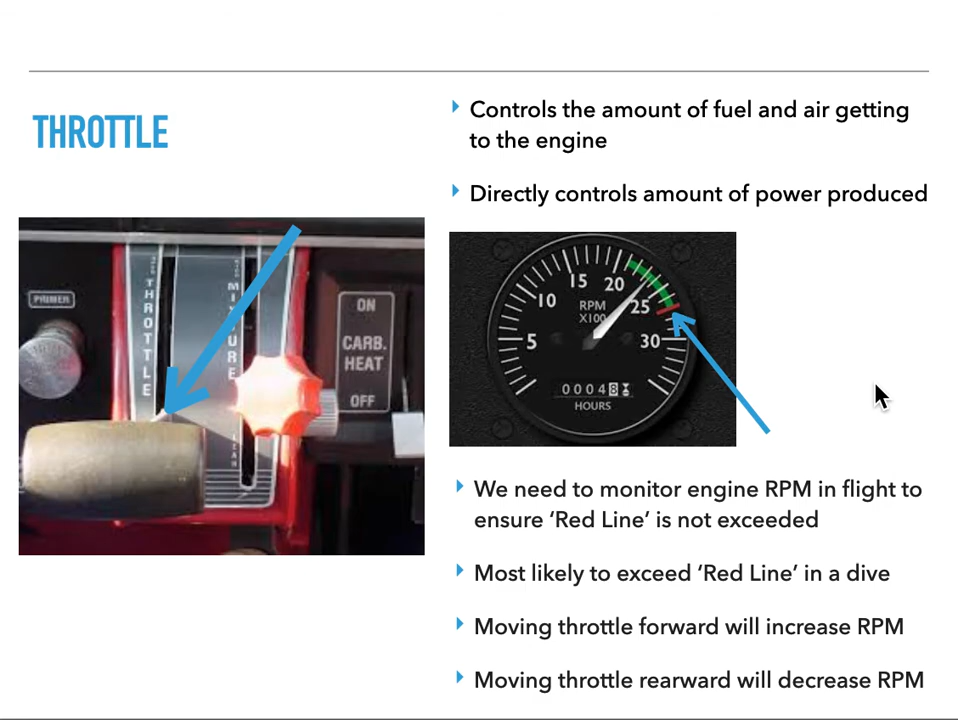 THROTTLE
Controls the amount of fuel and air getting
to the engine
Directly controls amount of power produced
PRIMER
THROTTLE
MIXTURE
LEAN
ON
CARB.
HEAT
OFF
5
10
15
20
25
30
RPM
X100
00048
HOURS
We need to monitor engine RPM in flight to
ensure ‘Red Line’ is not exceeded
Most likely to exceed ‘Red Line’ in a dive
Moving throttle forward will increase RPM
Moving throttle rearward will decrease RPM